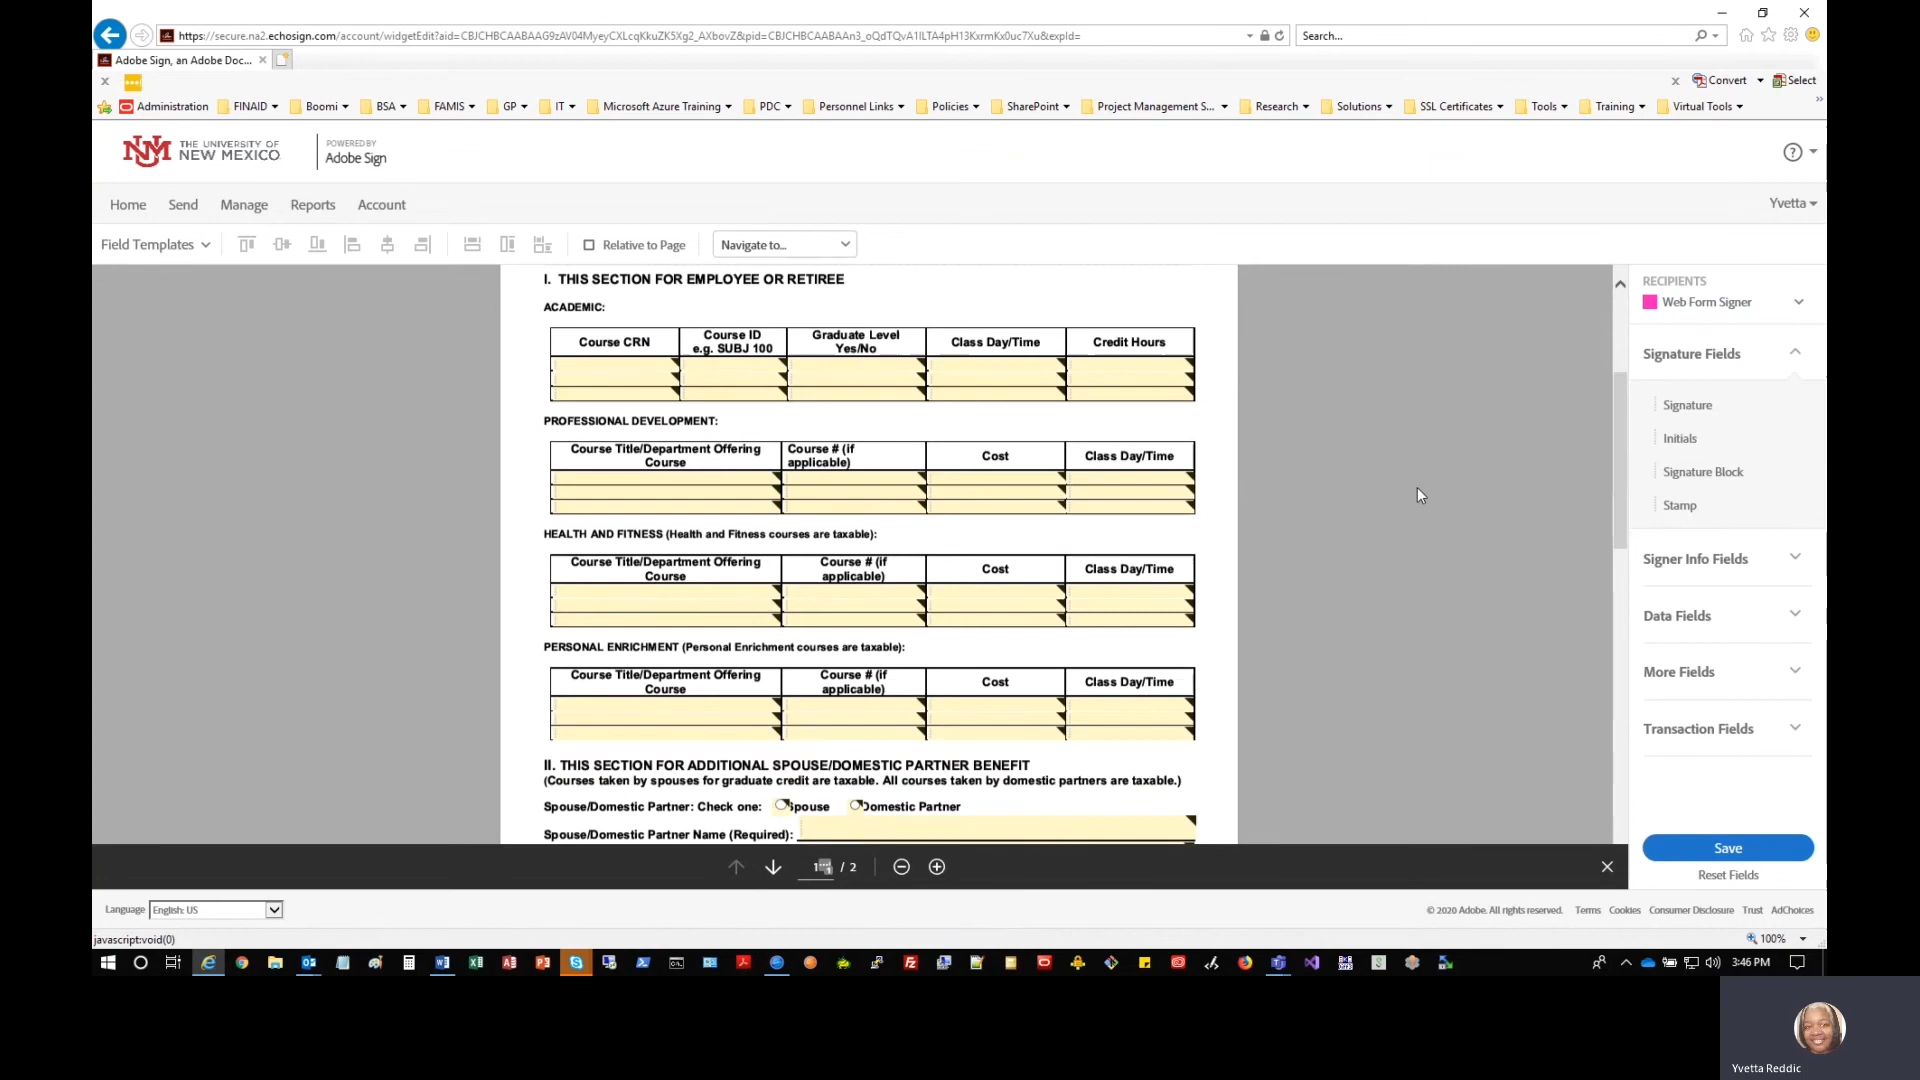 https://secure.na2.echosign.com/account/widgetEdit?aid=CBJCHBCAABAAG9zAV04MyeyCXLcqKkuZK5Xg2_AXbovZ&pid=CBJCHBCAABAAn3_oQdTQvA1ILTA4pH13KxrmKx0uc7Xu&expId=
Search...
Adobe Sign, an Adobe Doc...
Convert
Select
Administration FINAID Boomi BSA FAMIS GP IT Microsoft Azure Training PDC Personnel Links Policies SharePoint Project Management S... Research Solutions SSL Certificates Tools Training Virtual Tools
THE UNIVERSITY OF
NEW MEXICO
POWERED BY
Adobe Sign
Home Send Manage Reports Account
Yvetta
Field Templates
Relative to Page
Navigate to...
I. THIS SECTION FOR EMPLOYEE OR RETIREE
ACADEMIC:
Course CRN
Course ID
e.g. SUBJ 100
Graduate Level
Yes/No
Class Day/Time
Credit Hours
PROFESSIONAL DEVELOPMENT:
Course Title/Department Offering
Course
Course # (if
applicable)
Cost
Class Day/Time
HEALTH AND FITNESS (Health and Fitness courses are taxable):
Course Title/Department Offering
Course
Course # (if
applicable)
Cost
Class Day/Time
PERSONAL ENRICHMENT (Personal Enrichment courses are taxable):
Course Title/Department Offering
Course
Course # (if
applicable)
Cost
Class Day/Time
II. THIS SECTION FOR ADDITIONAL SPOUSE/DOMESTIC PARTNER BENEFIT
(Courses taken by spouses for graduate credit are taxable. All courses taken by domestic partners are taxable.)
Spouse/Domestic Partner: Check one: Spouse Domestic Partner
Spouse/Domestic Partner Name (Required):
RECIPIENTS
Web Form Signer
Signature Fields
Signature
Initials
Signature Block
Stamp
Signer Info Fields
Data Fields
More Fields
Transaction Fields
Save
Reset Fields
1 / 2
Language
English: US
© 2020 Adobe. All rights reserved. Terms Cookies Consumer Disclosure Trust AdChoices
javascript:void(0)
100%
3:46 PM
Yvetta Reddic